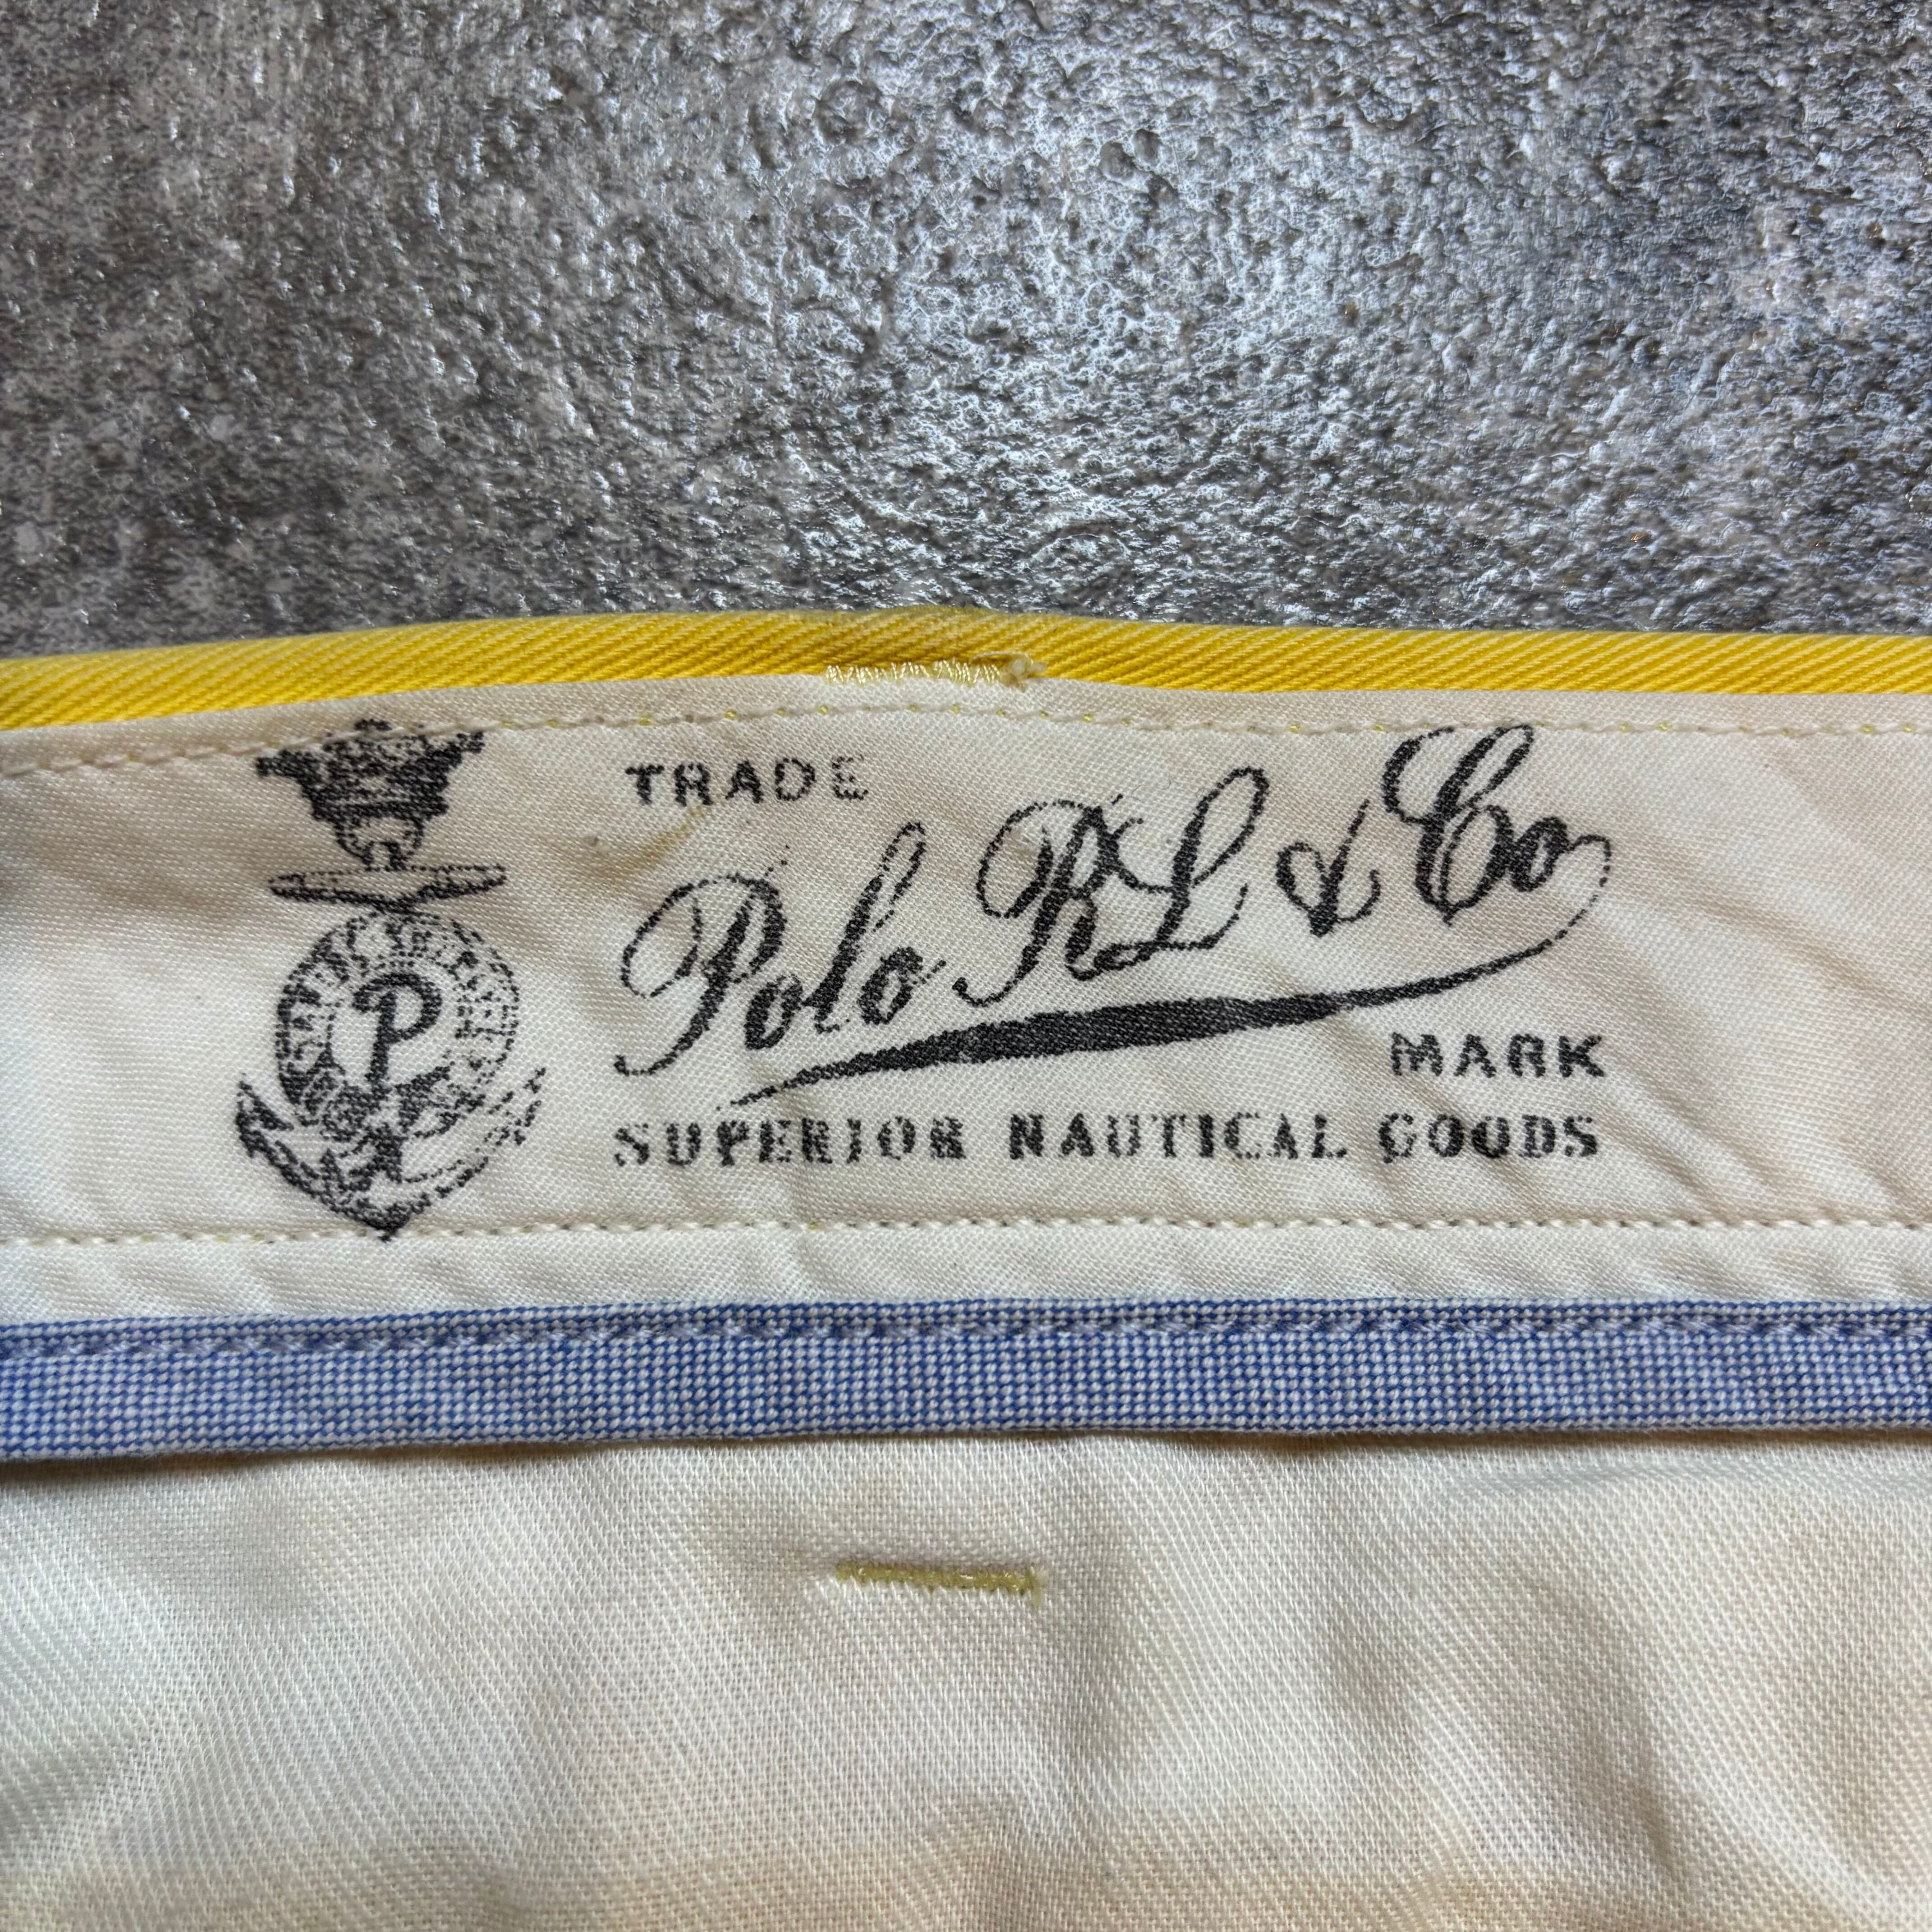 TRADE
Polo RL & Co
MARK
SUPERIOR NAUTICAL GOODS
P